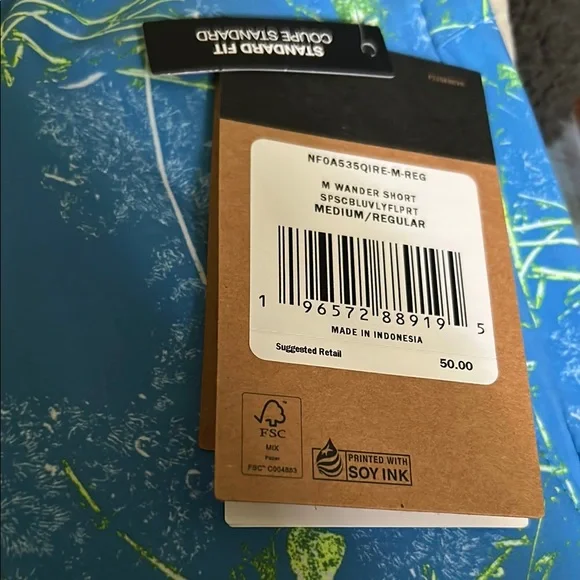 STANDARD FIT
COUPE STANDARD
NF0A535QIRE-M-REG
M WANDER SHORT
SPSCBLUVLYFLPRT
MEDIUM/REGULAR
1 96572 88919 5
MADE IN INDONESIA
Suggested Retail
50.00
FSC
MIX
Paper
FSC™ C004883
PRINTED WITH
SOY INK